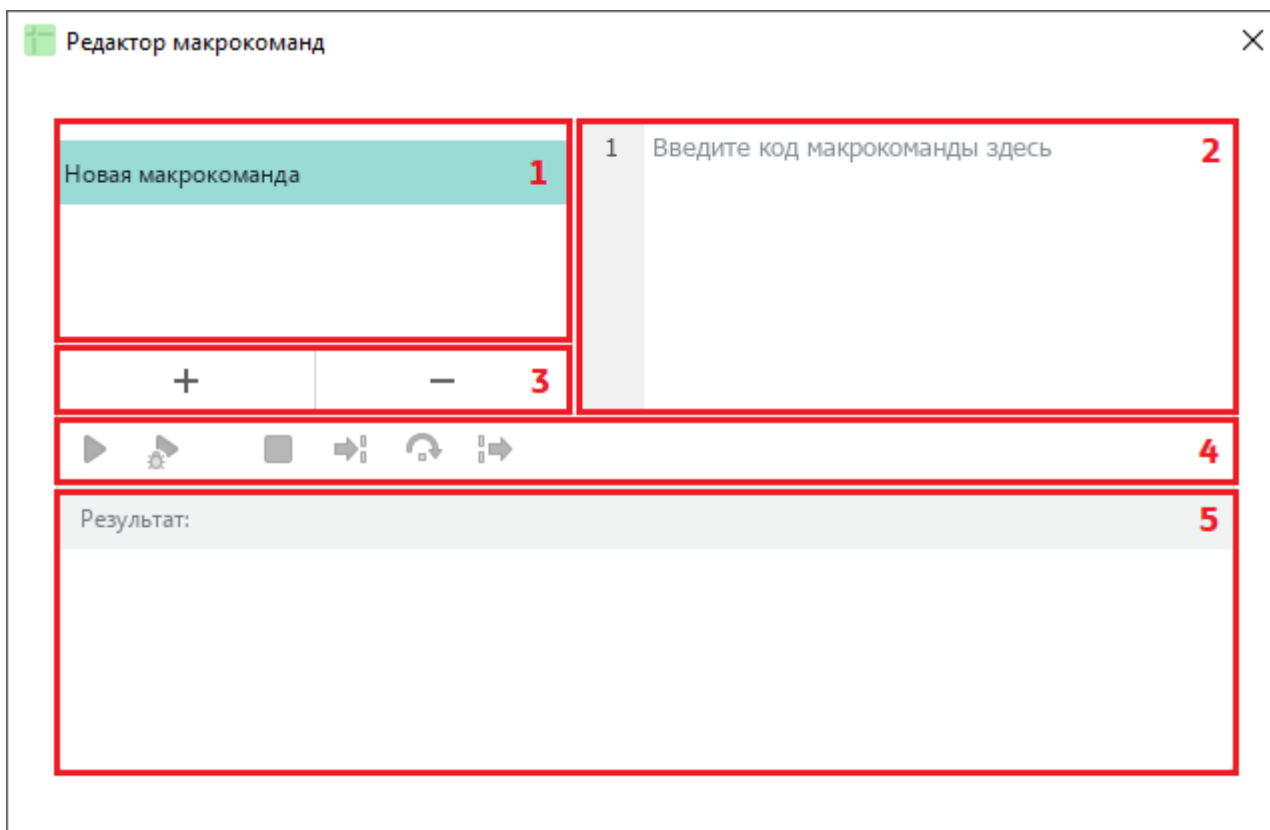 Редактор макрокоманд
Новая макрокоманда 1
1 Введите код макрокоманды здесь 2
+ − 3
4
Результат: 5